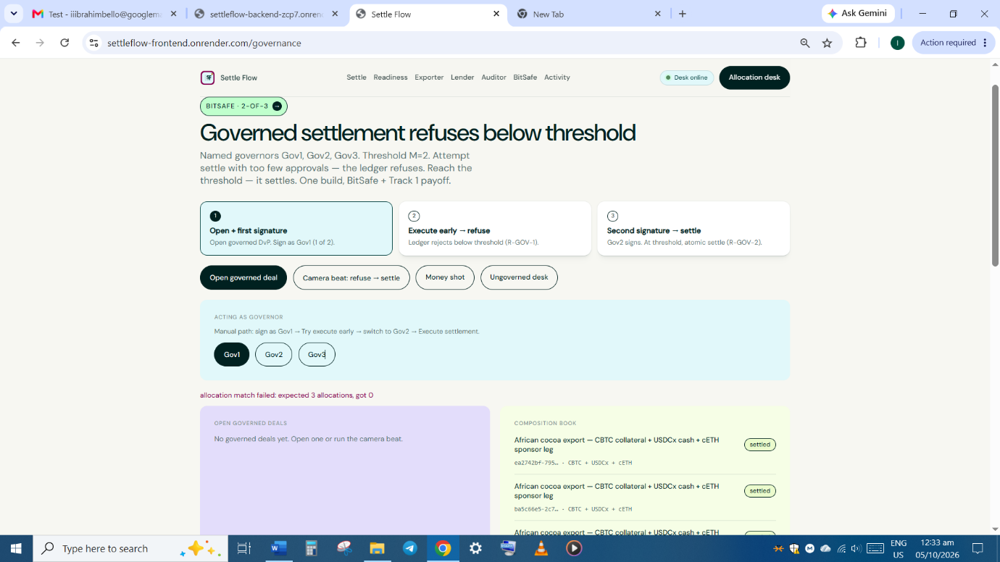 Test - iiibrahimbello@googlema
settleflow-backend-zcp7.onren
Settle Flow
New Tab
Ask Gemini
settleflow-frontend.onrender.com/governance
I
Action required
SF
Settle Flow
Settle Readiness Exporter Lender Auditor BitSafe Activity
Desk online
Allocation desk
BITSAFE · 2-OF-3 →
Governed settlement refuses below threshold
Named governors Gov1, Gov2, Gov3. Threshold M=2. Attempt
settle with too few approvals — the ledger refuses. Reach the
threshold — it settles. One build, BitSafe + Track 1 payoff.
1
Open + first signature
Open governed DvP. Sign as Gov1 (1 of 2).
2
Execute early → refuse
Ledger rejects below threshold (R-GOV-1).
3
Second signature → settle
Gov2 signs. At threshold, atomic settle (R-GOV-2).
Open governed deal
Camera beat: refuse → settle
Money shot
Ungoverned desk
ACTING AS GOVERNOR
Manual path: sign as Gov1 → Try execute early → switch to Gov2 → Execute settlement.
Gov1
Gov2
Gov3
allocation match failed: expected 3 allocations, got 0
OPEN GOVERNED DEALS
No governed deals yet. Open one or run the camera beat.
COMPOSITION BOOK
African cocoa export — CBTC collateral + USDCx cash + cETH
sponsor leg
settled
ea2742bf-795… · CBTC + USDCx + cETH
African cocoa export — CBTC collateral + USDCx cash + cETH
sponsor leg
settled
ba5c66e5-2c7… · CBTC + USDCx + cETH
African cocoa export — CBTC collateral + USDCx cash + cETH
Type here to search
ENG
US
12:33 am
05/10/2026